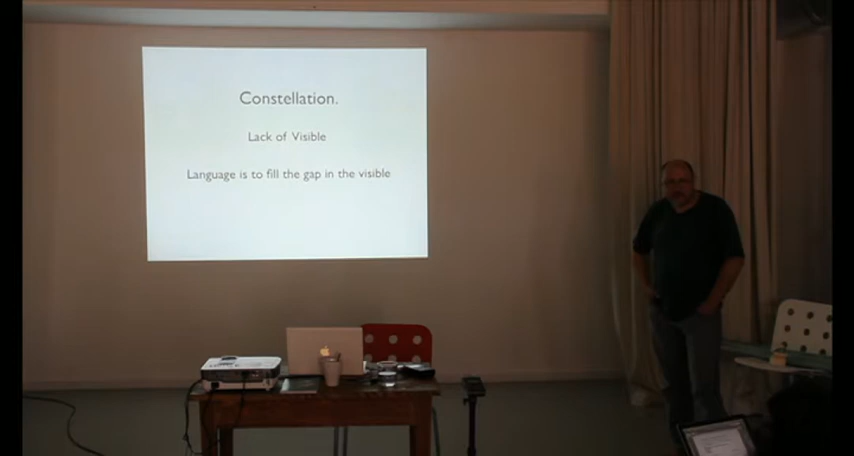 Constellation.
Lack of Visible
Language is to fill the gap in the visible